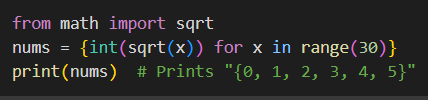 from math import sqrt
nums = {int(sqrt(x)) for x in range(30)}
print(nums)  # Prints "{0, 1, 2, 3, 4, 5}"